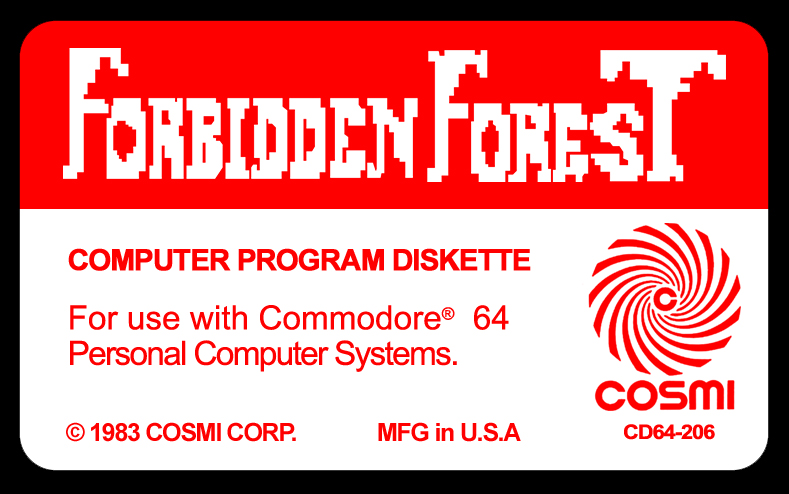 FORBIDDEN FOREST
COMPUTER PROGRAM DISKETTE
For use with Commodore® 64
Personal Computer Systems.
© 1983 COSMI CORP. MFG in U.S.A
C
COSMI
CD64-206